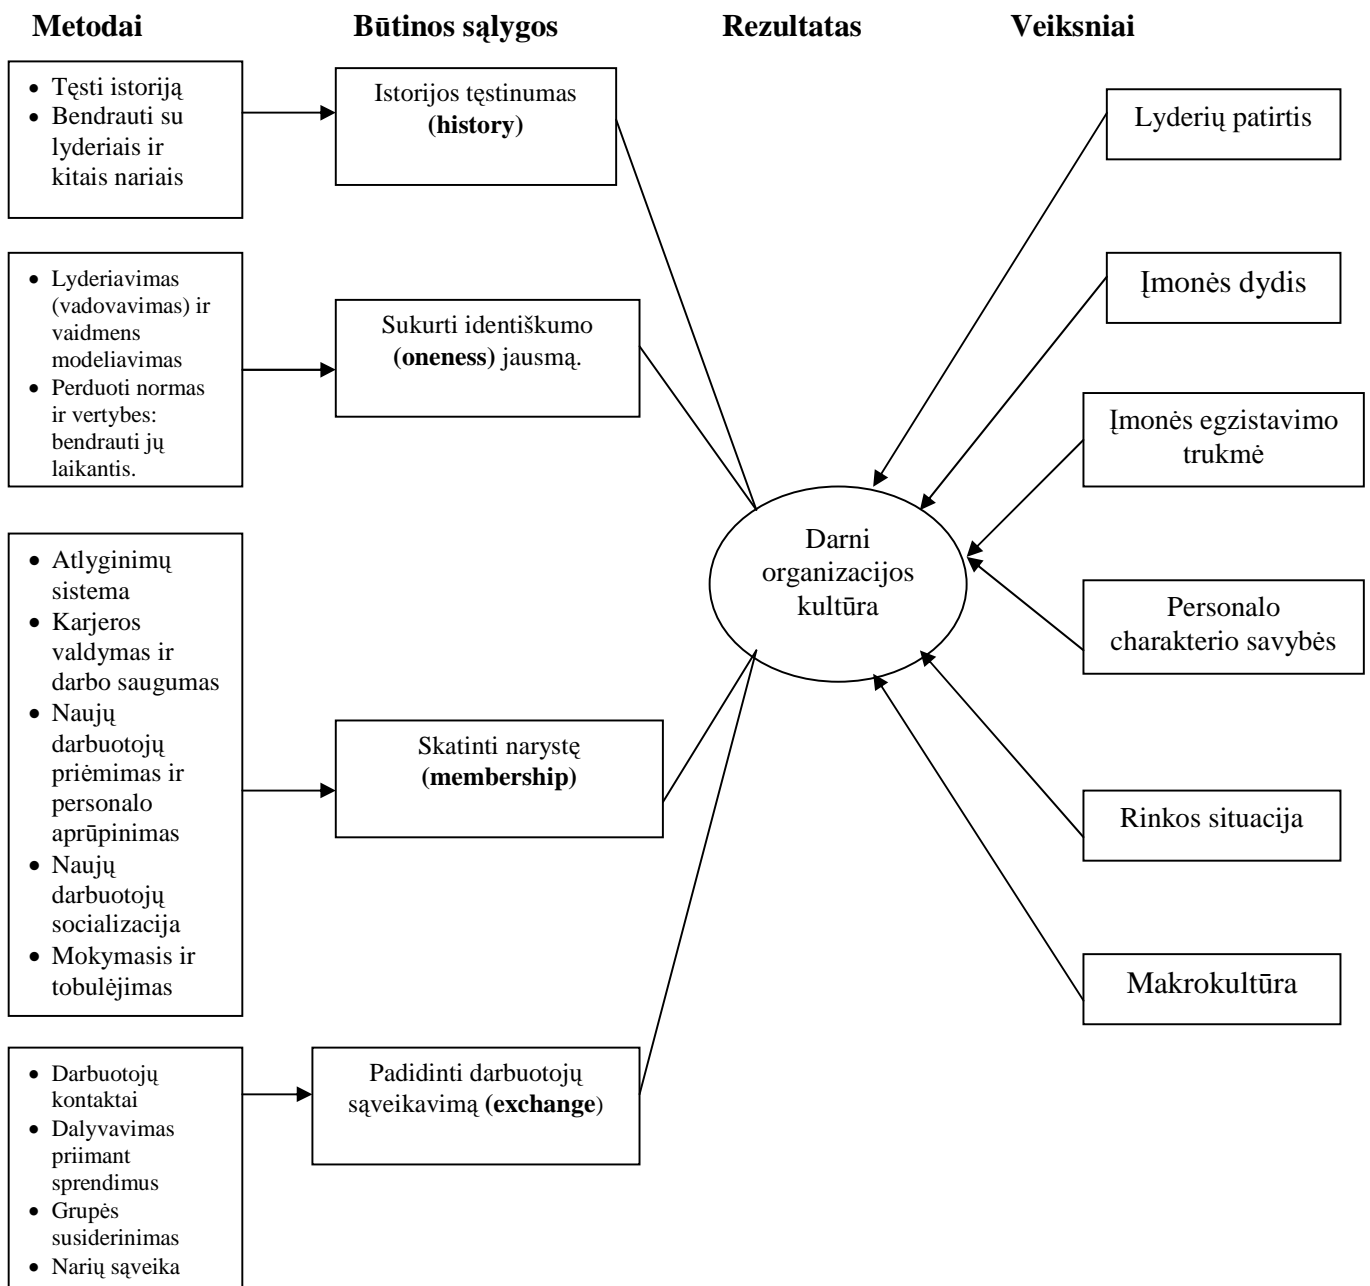 Metodai
Būtinos sąlygos
Rezultatas
Veiksniai
• Tęsti istoriją
• Bendrauti su
lyderiais ir
kitais nariais
Istorijos tęstinumas
(history)
• Lyderiavimas
(vadovavimas) ir
vaidmens
modeliavimas
• Perduoti normas
ir vertybes:
bendrauti jų
laikantis.
Sukurti identiškumo
(oneness) jausmą.
• Atlyginimų
sistema
• Karjeros
valdymas ir
darbo saugumas
• Naujų
darbuotojų
priėmimas ir
personalo
aprūpinimas
• Naujų
darbuotojų
socializacija
• Mokymasis ir
tobulėjimas
Skatinti narystę
(membership)
• Darbuotojų
kontaktai
• Dalyvavimas
priimant
sprendimus
• Grupės
susiderinimas
• Narių sąveika
Padidinti darbuotojų
sąveikavimą (exchange)
Darni
organizacijos
kultūra
Lyderių patirtis
Įmonės dydis
Įmonės egzistavimo
trukmė
Personalo
charakterio savybės
Rinkos situacija
Makrokultūra